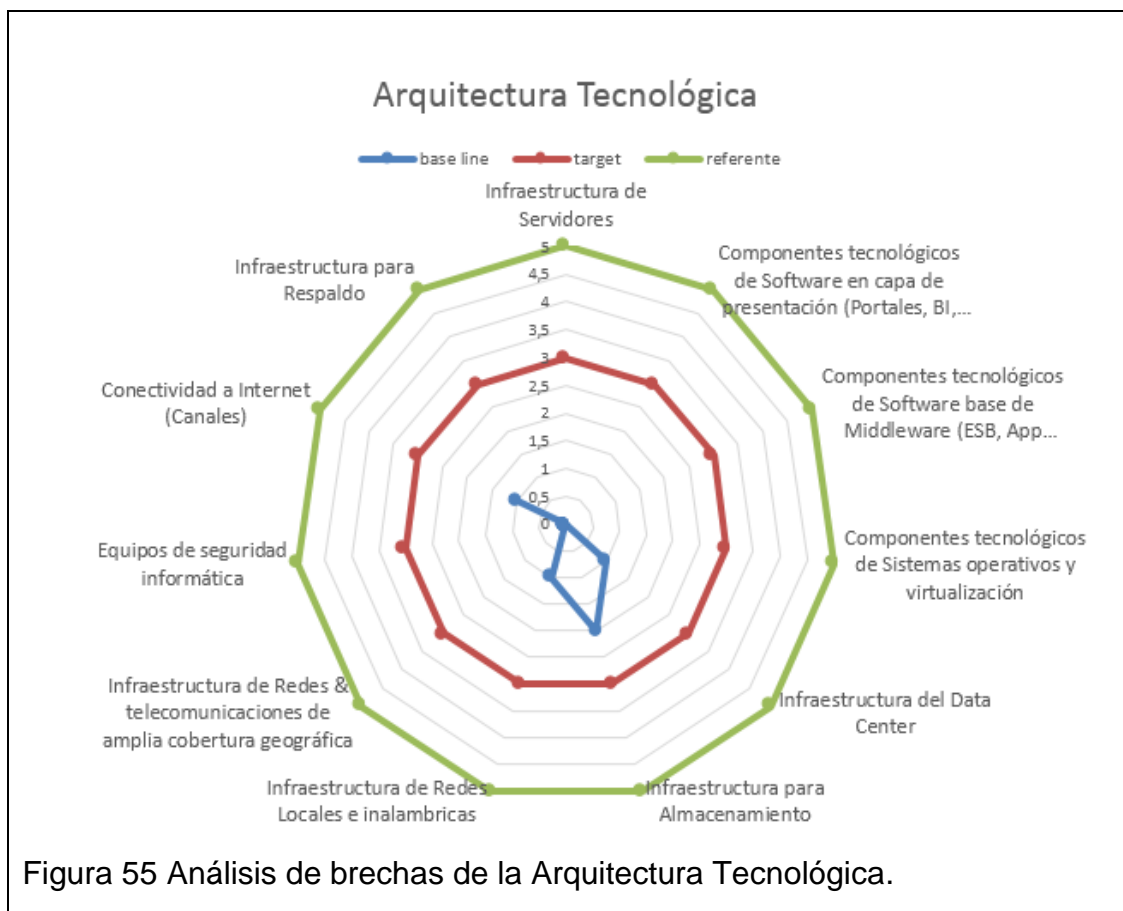 Arquitectura Tecnológica
base line
target
referente
Infraestructura de
Servidores
Componentes tecnológicos
de Software en capa de
presentación (Portales, BI,...
Componentes tecnológicos
de Software base de
Middleware (ESB, App...
Componentes tecnológicos
de Sistemas operativos y
virtualización
Infraestructura del Data
Center
Infraestructura para
Almacenamiento
Infraestructura de Redes
Locales e inalambricas
Infraestructura de Redes &
telecomunicaciones de
amplia cobertura geográfica
Equipos de seguridad
informática
Conectividad a Internet
(Canales)
Infraestructura para
Respaldo
5
4,5
4
3,5
3
2,5
2
1,5
1
0,5
0
Figura 55 Análisis de brechas de la Arquitectura Tecnológica.